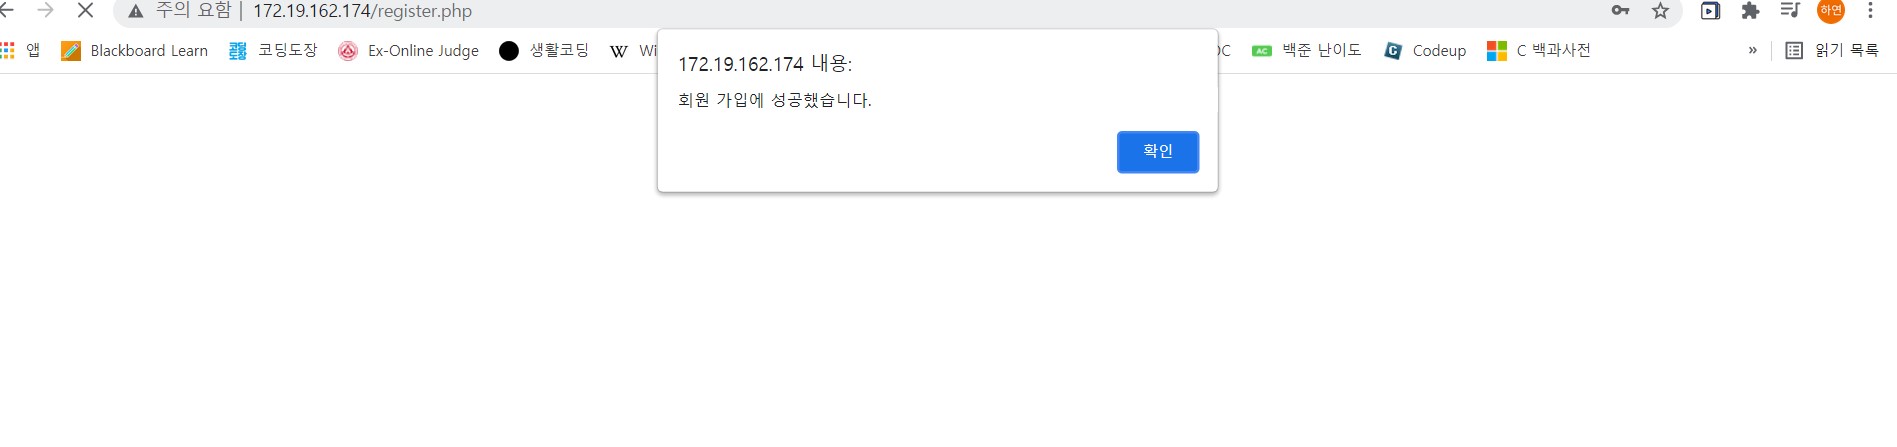 주의 요함 | 172.19.162.174/register.php
하연
앱 Blackboard Learn 코딩도장 Ex-Online Judge 생활코딩 W Wi AC 백준 난이도 C Codeup C 백과사전 » 읽기 목록
172.19.162.174 내용:
회원 가입에 성공했습니다.
확인